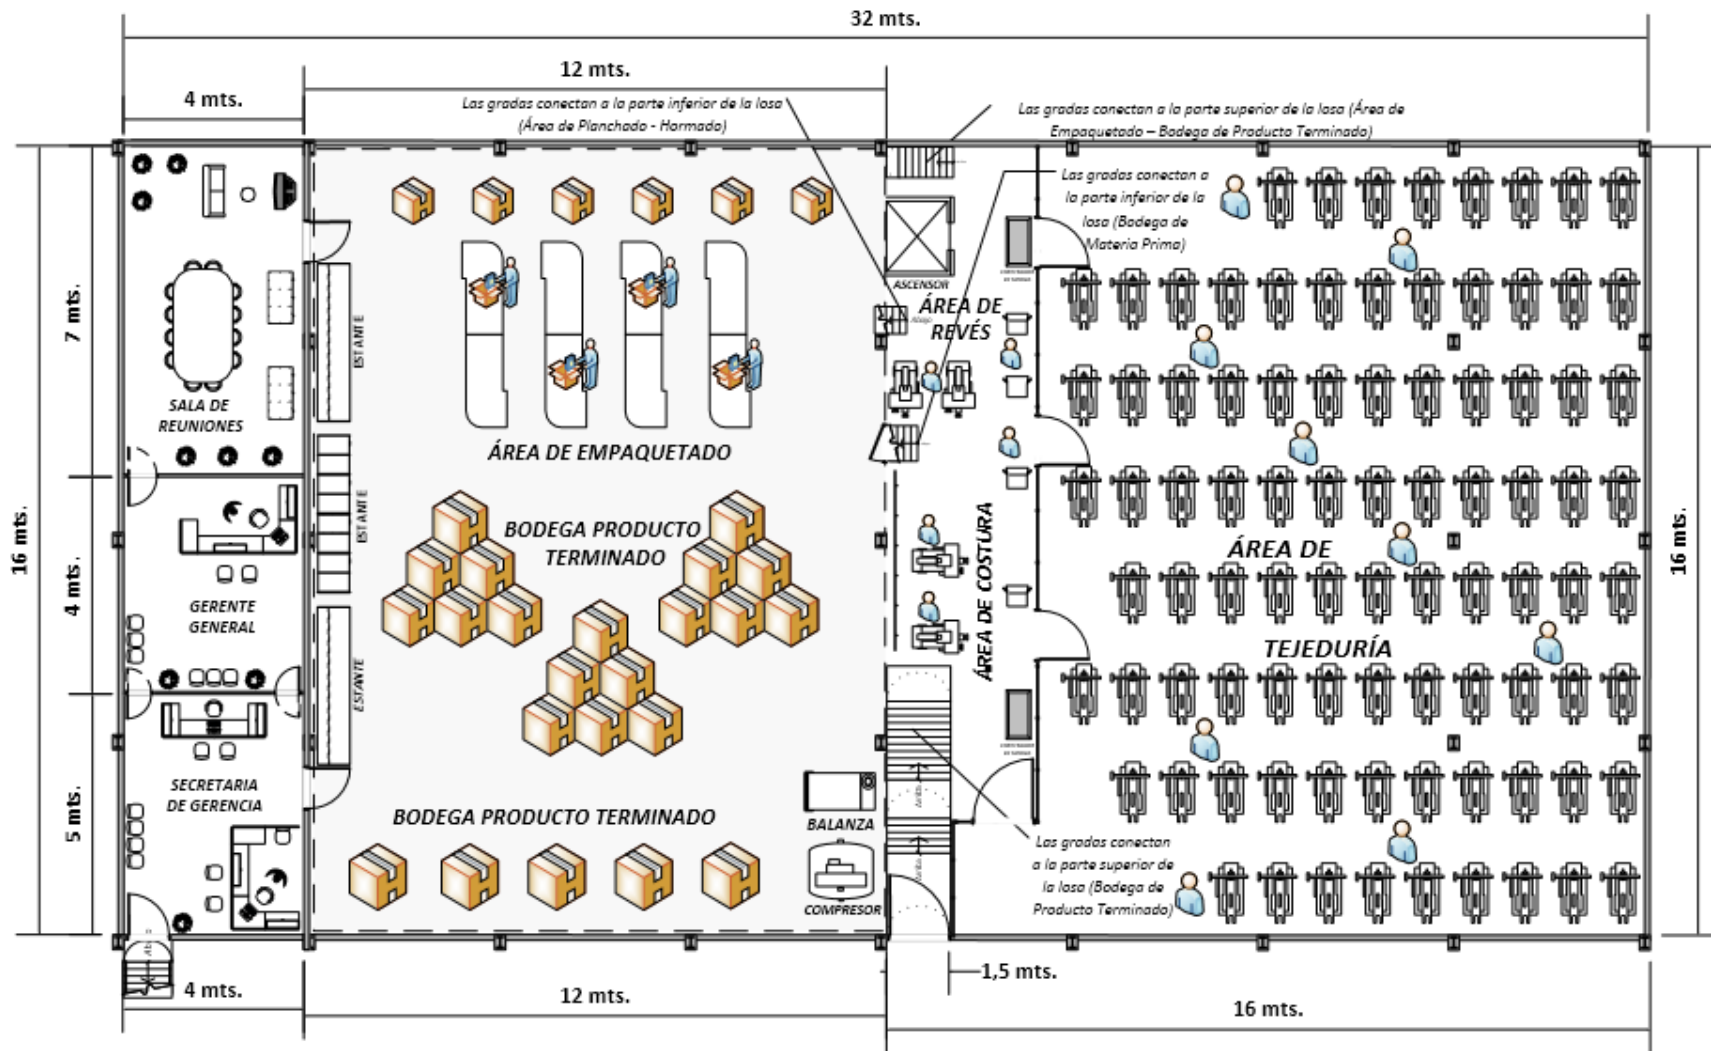 32 mts.
12 mts.
4 mts.
Las gradas conectan a la parte inferior de la losa
(Área de Planchado - Hormado)
Las gradas conectan a la parte superior de la losa (Área de
Empaquetado – Bodega de Producto Terminado)
Las gradas conectan a
la parte inferior de la
losa (Bodega de
Materia Prima)
ASCENSOR
ÁREA DE
REVÉS
Abajo
7 mts.
16 mts.
4 mts.
5 mts.
SALA DE
REUNIONES
ESTANTE
ÁREA DE EMPAQUETADO
ESTANTE
BODEGA PRODUCTO
TERMINADO
GERENTE
GENERAL
ESTANTE
ÁREA DE COSTURA
ÁREA DE
TEJEDURÍA
16 mts.
SECRETARIA
DE GERENCIA
BODEGA PRODUCTO TERMINADO
BALANZA
COMPRESOR
Arriba
Arriba
Las gradas conectan
a la parte superior de
la losa (Bodega de
Producto Terminado)
Abajo
4 mts.
12 mts.
1,5 mts.
16 mts.